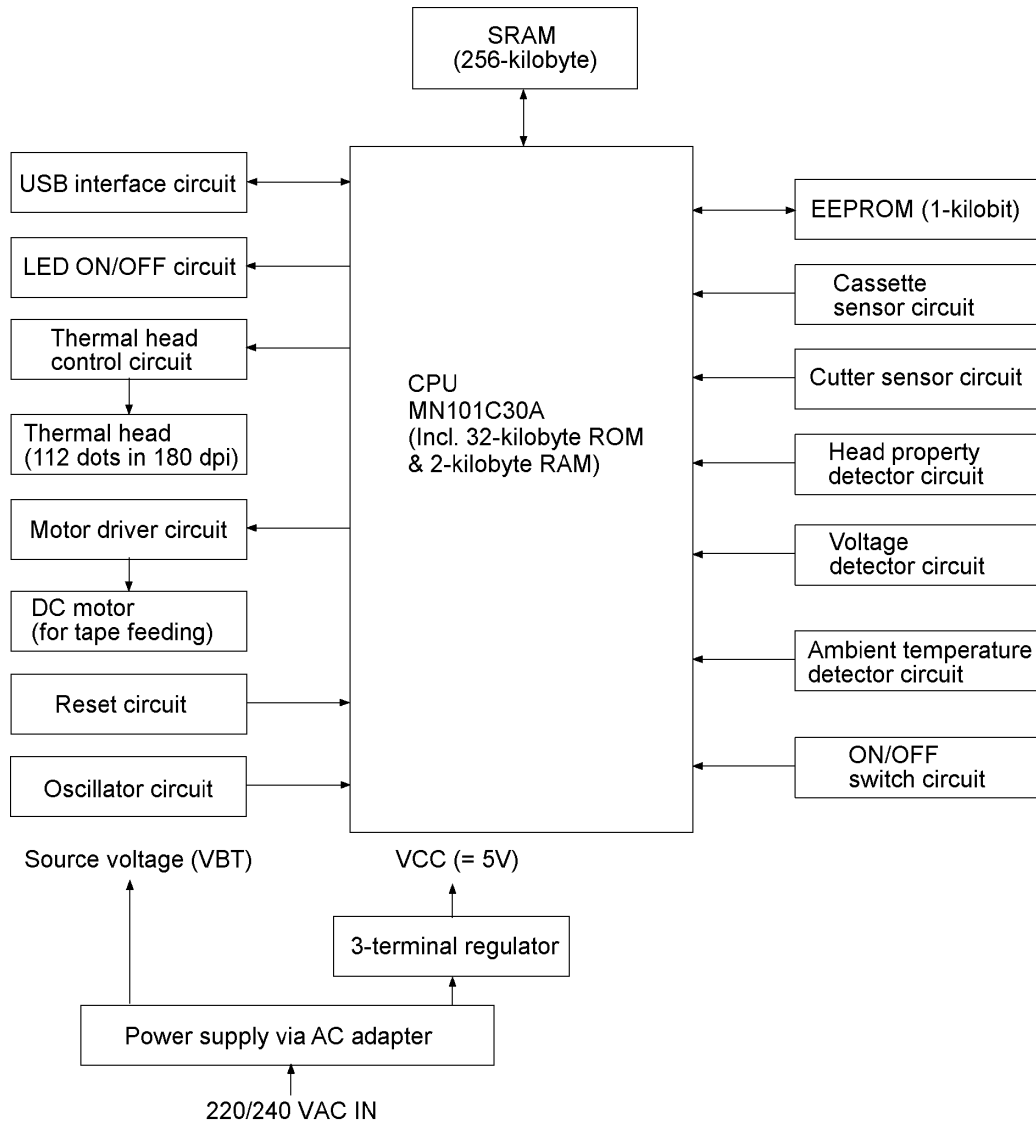 SRAM
(256-kilobyte)
USB interface circuit
LED ON/OFF circuit
Thermal head
control circuit
Thermal head
(112 dots in 180 dpi)
Motor driver circuit
DC motor
(for tape feeding)
Reset circuit
Oscillator circuit
CPU
MN101C30A
(Incl. 32-kilobyte ROM
& 2-kilobyte RAM)
EEPROM (1-kilobit)
Cassette
sensor circuit
Cutter sensor circuit
Head property
detector circuit
Voltage
detector circuit
Ambient temperature
detector circuit
ON/OFF
switch circuit
Source voltage (VBT)
VCC (= 5V)
3-terminal regulator
Power supply via AC adapter
220/240 VAC IN